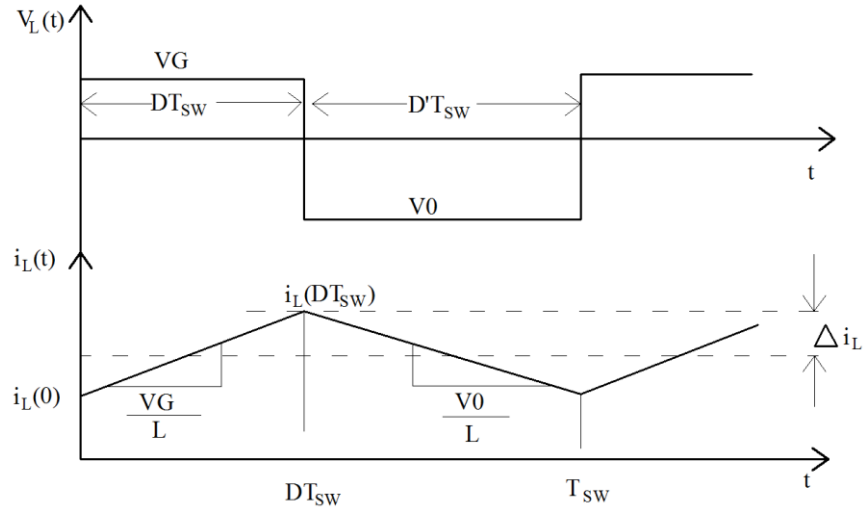 V_L(t)
VG
DT_SW
D'T_SW
t
V0
i_L(t)
i_L(DT_SW)
Δ i_L
i_L(0)
VG
L
V0
L
t
DT_SW
T_SW